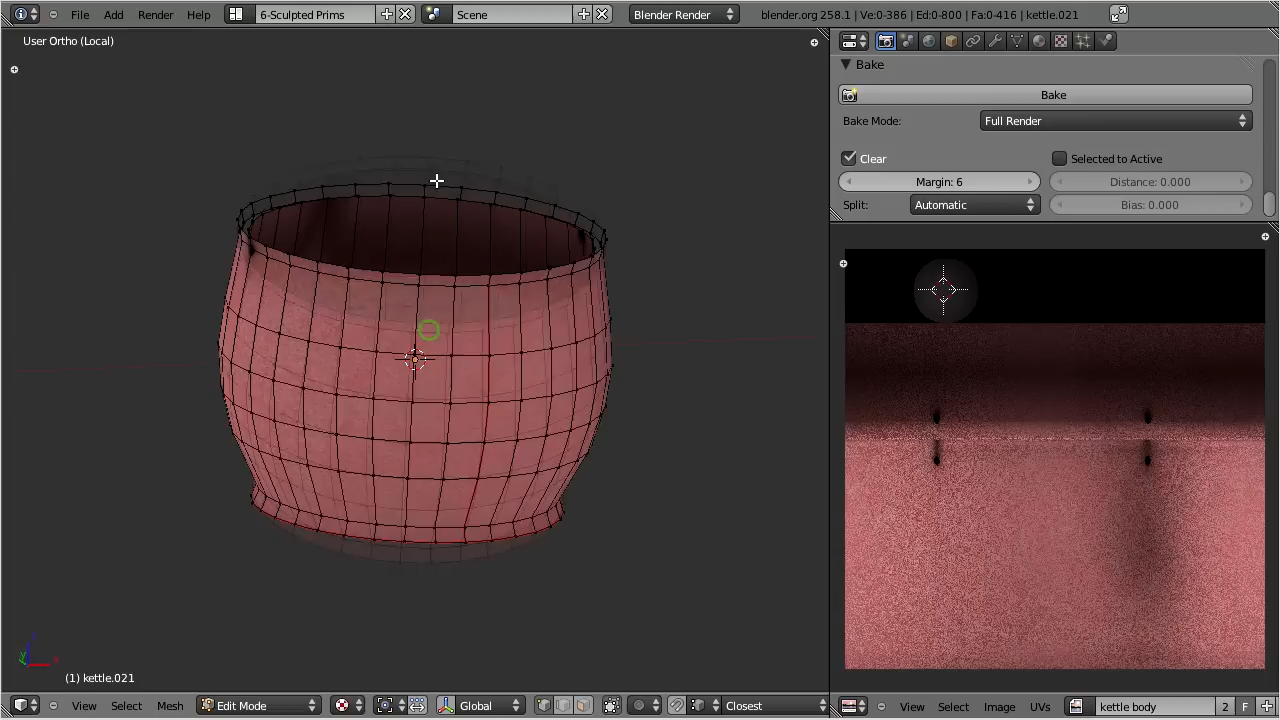 File Add Render Help 6-Sculpted Prims Scene Blender Render blender.org 258.1 | Ve:0-386 | Ed:0-800 | Fa:0-416 | kettle.021
User Ortho (Local)
Bake
Bake
Bake Mode: Full Render
Clear Selected to Active
Margin: 6 Distance: 0.000
Split: Automatic Bias: 0.000
z
y x
(1) kettle.021
View Select Mesh Edit Mode Global Closest View Select Image UVs kettle body 2 F